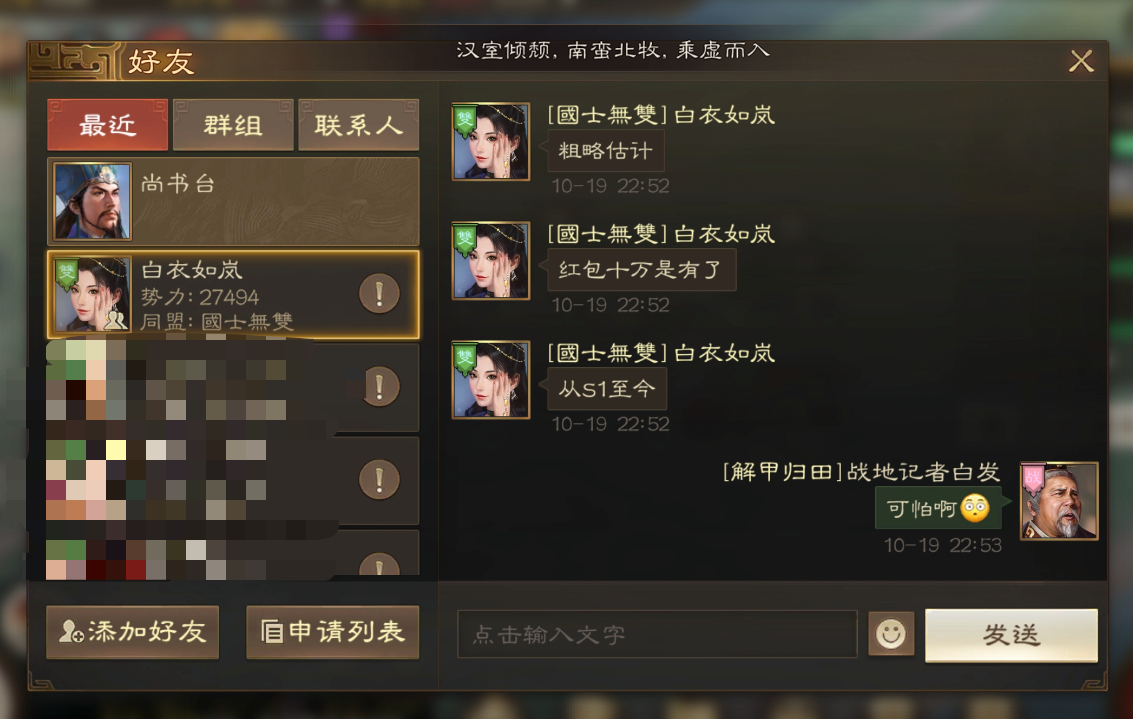 好友
汉室倾颓,南蛮北牧,乘虚而入
最近
群组
联系人
尚书台
雙
白衣如岚
势力:27494
同盟:國士無雙
添加好友
申请列表
雙
[國士無雙]白衣如岚
粗略估计
10-19 22:52
雙
[國士無雙]白衣如岚
红包十万是有了
10-19 22:52
雙
[國士無雙]白衣如岚
从S1至今
10-19 22:52
[解甲归田]战地记者白发
战
可怕啊😳
10-19 22:53
点击输入文字
发送